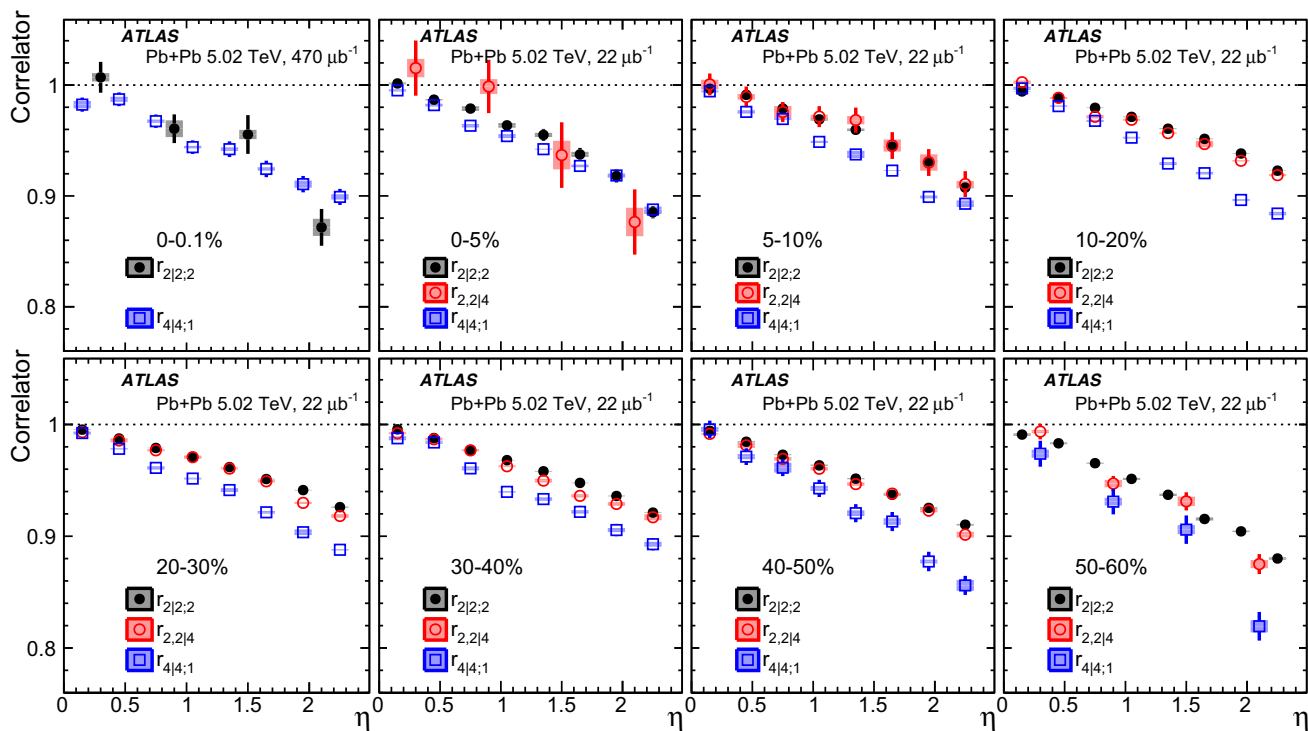 Correlator
1
0.9
0.8
ATLAS
Pb+Pb 5.02 TeV, 470 μb⁻¹
0-0.1%
r₂|₂;₂
r₄|₄;₁
ATLAS
Pb+Pb 5.02 TeV, 22 μb⁻¹
0-5%
r₂|₂;₂
r₂,₂|₄
r₄|₄;₁
ATLAS
Pb+Pb 5.02 TeV, 22 μb⁻¹
5-10%
r₂|₂;₂
r₂,₂|₄
r₄|₄;₁
ATLAS
Pb+Pb 5.02 TeV, 22 μb⁻¹
10-20%
r₂|₂;₂
r₂,₂|₄
r₄|₄;₁
Correlator
1
0.9
0.8
ATLAS
Pb+Pb 5.02 TeV, 22 μb⁻¹
20-30%
r₂|₂;₂
r₂,₂|₄
r₄|₄;₁
0 0.5 1 1.5 2 η
ATLAS
Pb+Pb 5.02 TeV, 22 μb⁻¹
30-40%
r₂|₂;₂
r₂,₂|₄
r₄|₄;₁
0 0.5 1 1.5 2 η
ATLAS
Pb+Pb 5.02 TeV, 22 μb⁻¹
40-50%
r₂|₂;₂
r₂,₂|₄
r₄|₄;₁
0 0.5 1 1.5 2 η
ATLAS
Pb+Pb 5.02 TeV, 22 μb⁻¹
50-60%
r₂|₂;₂
r₂,₂|₄
r₄|₄;₁
0 0.5 1 1.5 2 η